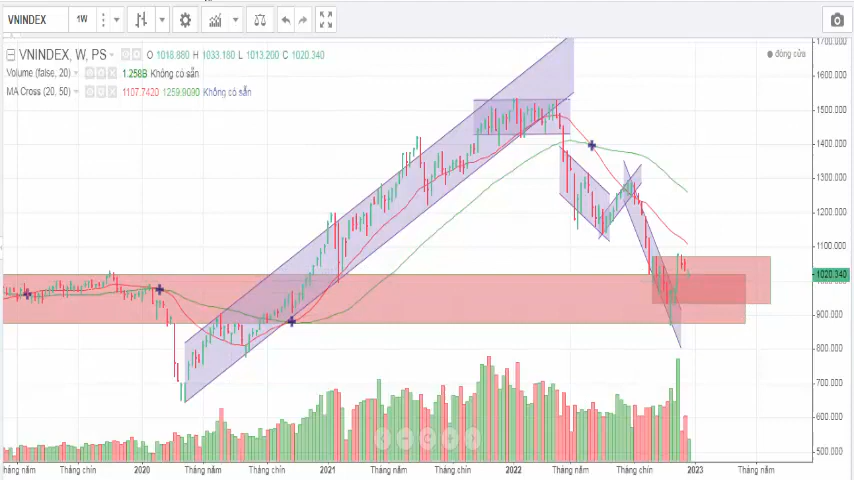 VNINDEX 1W
VNINDEX, W, PS O 1018.880 H 1033.180 L 1013.200 C 1020.340
đóng cửa
Volume (false, 20) 1.258B Không có sẵn
MA Cross (20, 50) 1107.7420 1259.9090 Không có sẵn
1700.000
1600.000
1500.000
1400.000
1300.000
1200.000
1100.000
1020.340
1000.000
900.000
800.000
700.000
600.000
500.000
háng năm Tháng chín 2020 Tháng năm Tháng chín 2021 Tháng năm Tháng chín 2022 Tháng năm Tháng chín 2023 Tháng năm